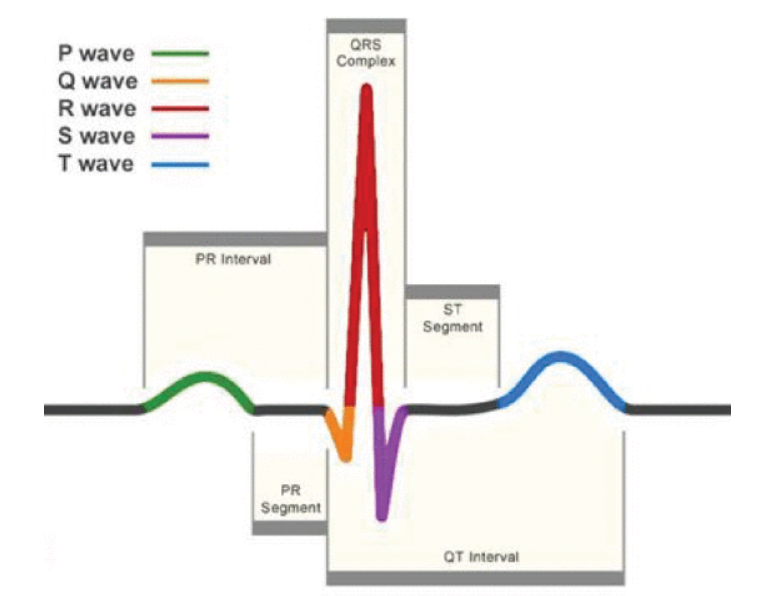 P wave
Q wave
R wave
S wave
T wave
QRS
Complex
PR Interval
ST
Segment
PR
Segment
QT Interval